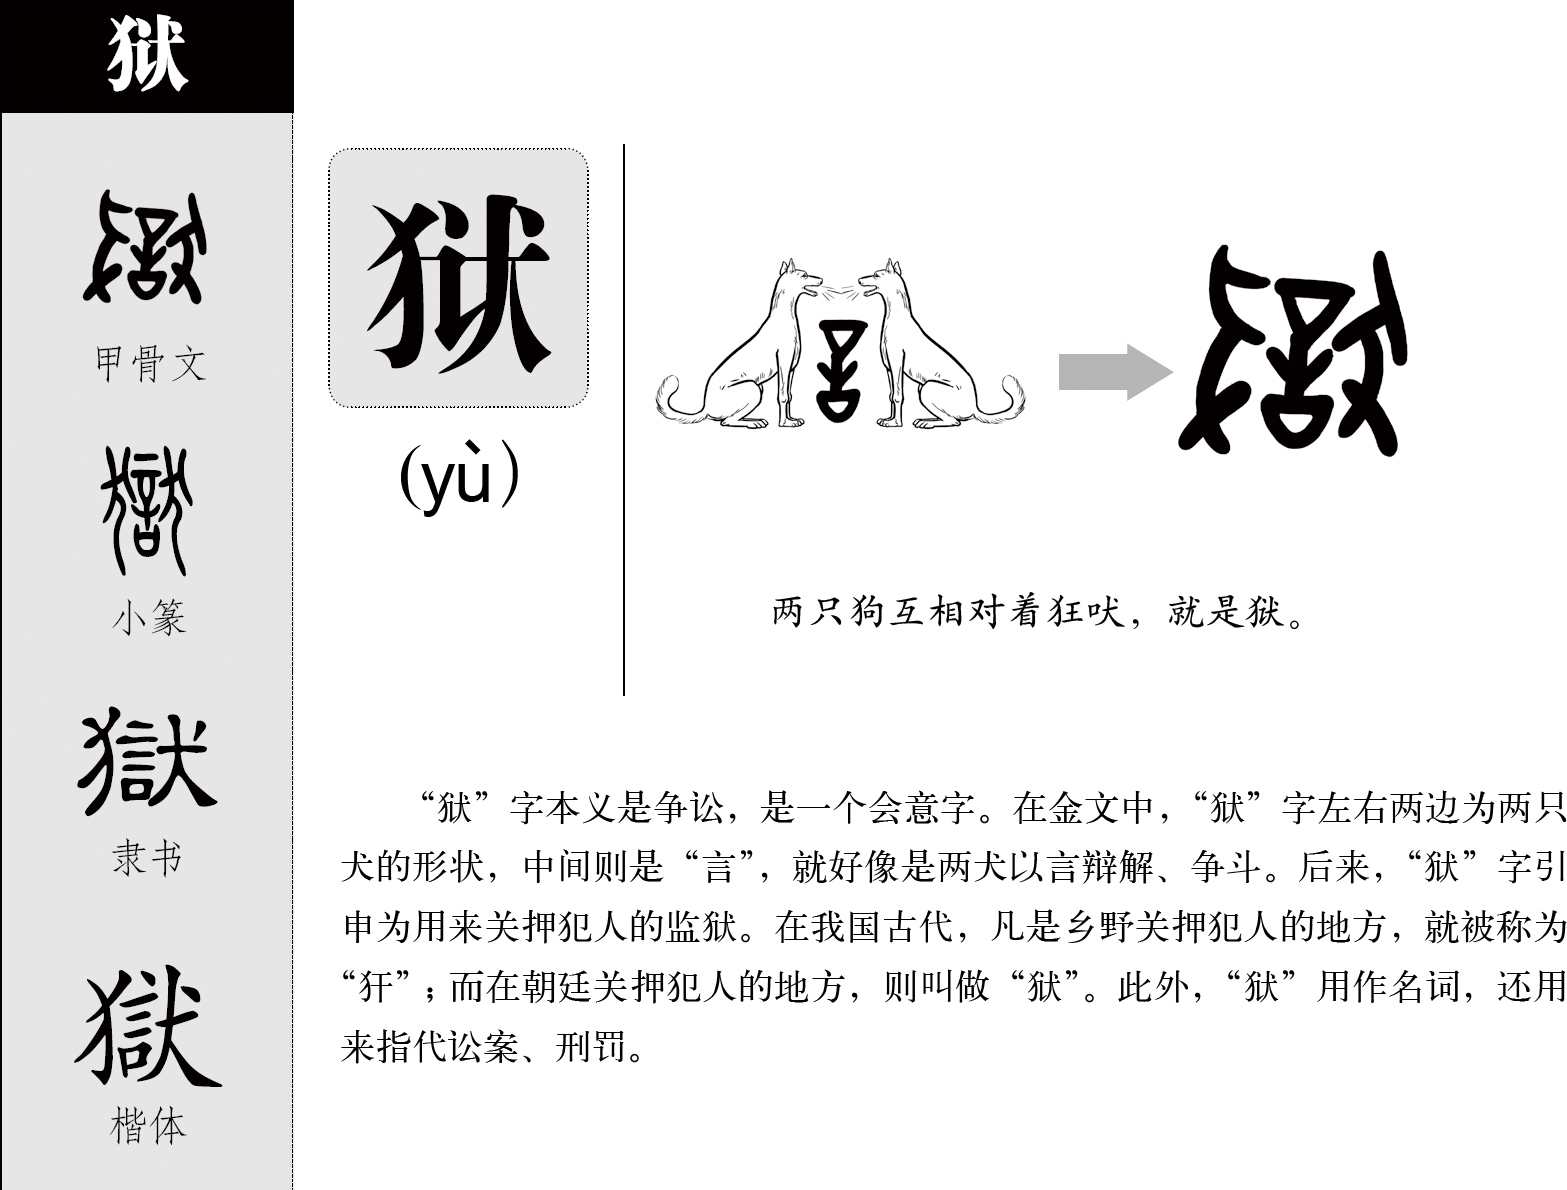 狱
甲骨文
小篆
獄
隶书
獄
楷体
狱
(yù)
两只狗互相对着狂吠，就是狱。
“狱”字本义是争讼，是一个会意字。在金文中，“狱”字左右两边为两只
犬的形状，中间则是“言”，就好像是两犬以言辩解、争斗。后来，“狱”字引
申为用来关押犯人的监狱。在我国古代，凡是乡野关押犯人的地方，就被称为
“犴”；而在朝廷关押犯人的地方，则叫做“狱”。此外，“狱”用作名词，还用
来指代讼案、刑罚。